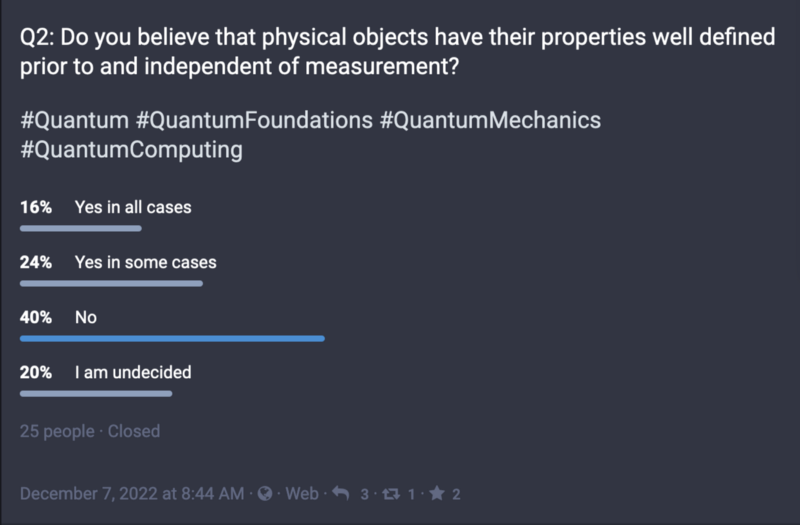 Q2: Do you believe that physical objects have their properties well defined
prior to and independent of measurement?
#Quantum #QuantumFoundations #QuantumMechanics
#QuantumComputing
16% Yes in all cases
24% Yes in some cases
40% No
20% I am undecided
25 people · Closed
December 7, 2022 at 8:44 AM · Web · 3 · 1 · 2